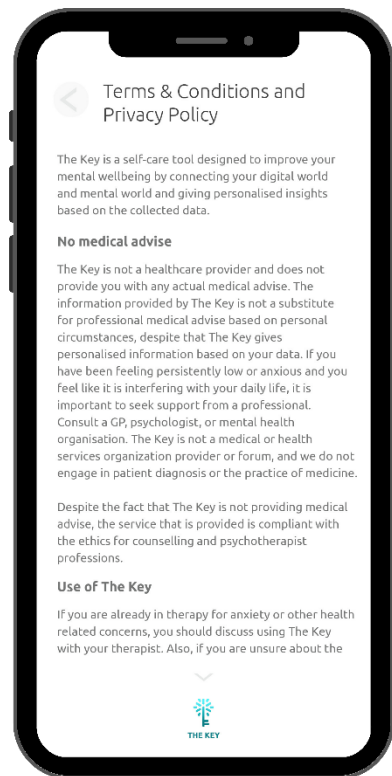 Terms & Conditions and
Privacy Policy
The Key is a self-care tool designed to improve your
mental wellbeing by connecting your digital world
and mental world and giving personalised insights
based on the collected data.
No medical advise
The Key is not a healthcare provider and does not
provide you with any actual medical advise. The
information provided by The Key is not a substitute
for professional medical advise based on personal
circumstances, despite that The Key gives
personalised information based on your data. If you
have been feeling persistently low or anxious and you
feel like it is interfering with your daily life, it is
important to seek support from a professional.
Consult a GP, psychologist, or mental health
organisation. The Key is not a medical or health
services organization provider or forum, and we do not
engage in patient diagnosis or the practice of medicine.
Despite the fact that The Key is not providing medical
advise, the service that is provided is compliant with
the ethics for counselling and psychotherapist
professions.
Use of The Key
If you are already in therapy for anxiety or other health
related concerns, you should discuss using The Key
with your therapist. Also, if you are unsure about the
THE KEY